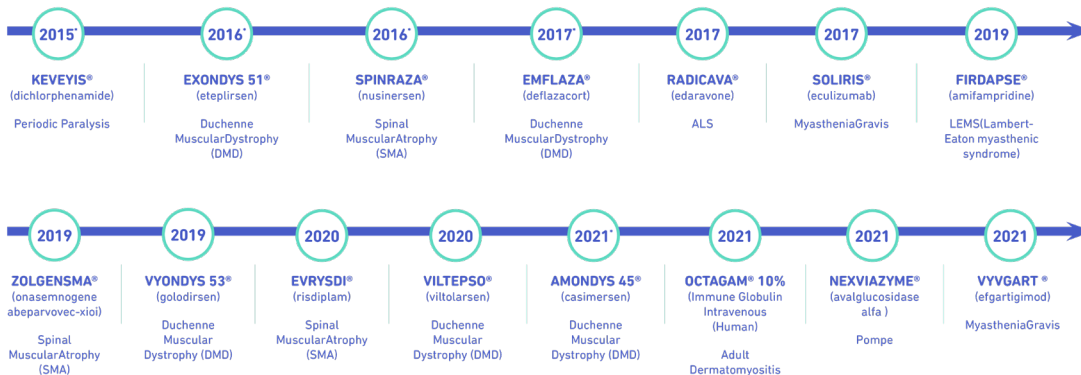 2015*
2016*
2016*
2017*
2017
2017
2019
KEVEYIS®
(dichlorphenamide)
Periodic Paralysis
EXONDYS 51®
(eteplirsen)
Duchenne
MuscularDystrophy
(DMD)
SPINRAZA®
(nusinersen)
Spinal
MuscularAtrophy
(SMA)
EMFLAZA®
(deflazacort)
Duchenne
MuscularDystrophy
(DMD)
RADICAVA®
(edaravone)
ALS
SOLIRIS®
(eculizumab)
MyastheniaGravis
FIRDAPSE®
(amifampridine)
LEMS(Lambert-
Eaton myasthenic
syndrome)
2019
2019
2020
2020
2021*
2021
2021
2021
ZOLGENSMA®
(onasemnogene
abeparvovec-xioi)
Spinal
MuscularAtrophy
(SMA)
VYONDYS 53®
(golodirsen)
Duchenne
Muscular
Dystrophy (DMD)
EVRYSDI®
(risdiplam)
Spinal
MuscularAtrophy
(SMA)
VILTEPSO®
(viltolarsen)
Duchenne
Muscular
Dystrophy (DMD)
AMONDYS 45®
(casimersen)
Duchenne
Muscular
Dystrophy (DMD)
OCTAGAM® 10%
(Immune Globulin
Intravenous
(Human)
Adult
Dermatomyositis
NEXVIAZYME®
(avalglucosidase
alfa )
Pompe
VYVGART ®
(efgartigimod)
MyastheniaGravis